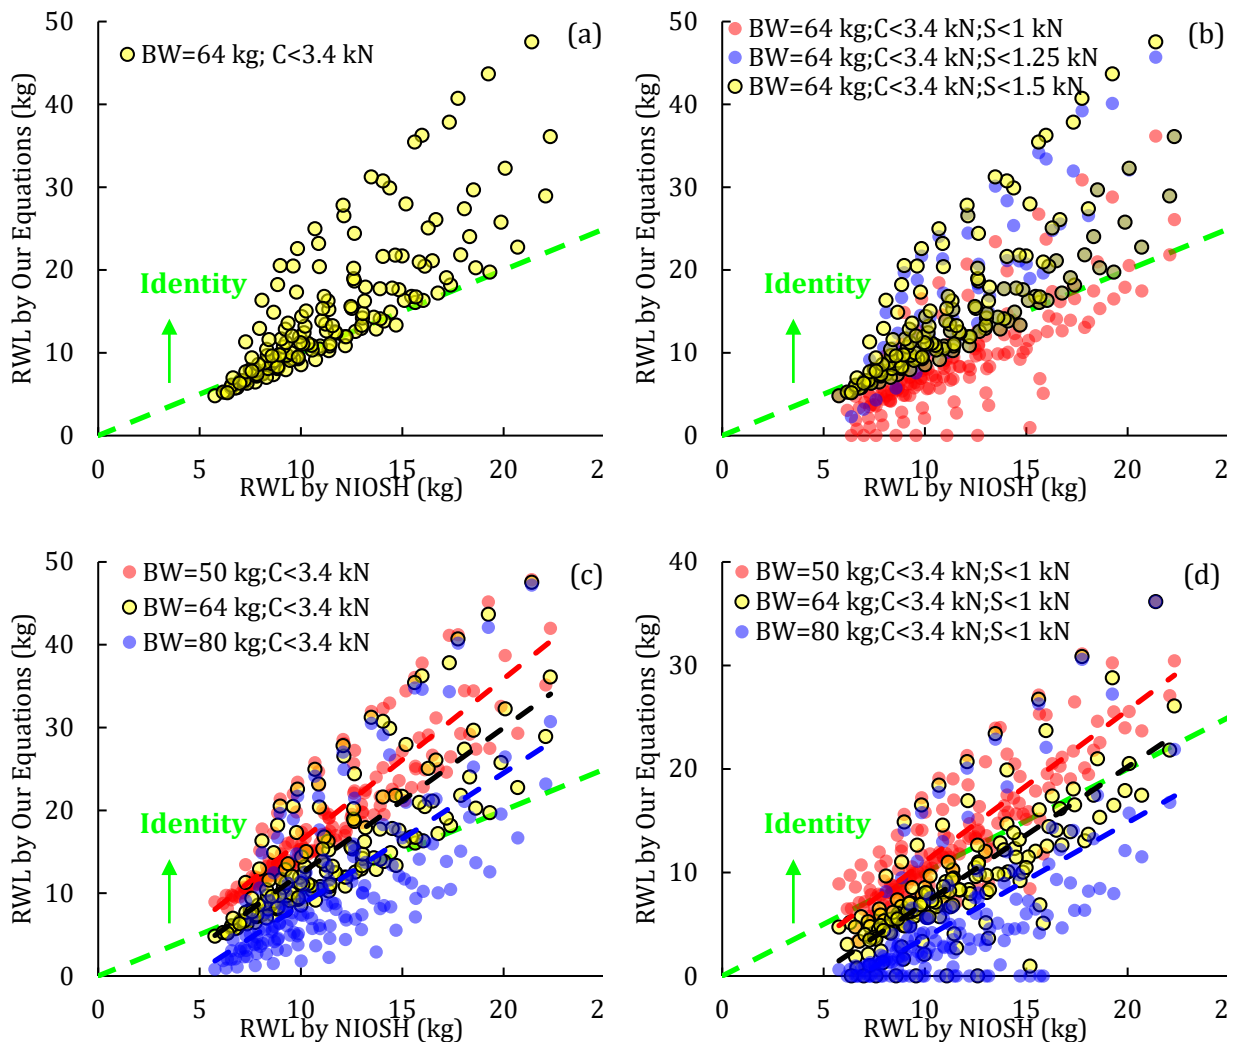 (a)
BW=64 kg; C<3.4 kN
RWL by Our Equations (kg)
50
40
30
20
10
0
Identity
0 5 10 15 20 2
RWL by NIOSH (kg)
(b)
BW=64 kg;C<3.4 kN;S<1 kN
BW=64 kg;C<3.4 kN;S<1.25 kN
BW=64 kg;C<3.4 kN;S<1.5 kN
RWL by Our Equations (kg)
50
40
30
20
10
0
Identity
0 5 10 15 20 2
RWL by NIOSH (kg)
(c)
BW=50 kg;C<3.4 kN
BW=64 kg;C<3.4 kN
BW=80 kg;C<3.4 kN
RWL by Our Equations (kg)
50
40
30
20
10
0
Identity
0 5 10 15 20 2
RWL by NIOSH (kg)
(d)
BW=50 kg;C<3.4 kN;S<1 kN
BW=64 kg;C<3.4 kN;S<1 kN
BW=80 kg;C<3.4 kN;S<1 kN
RWL by Our Equations (kg)
40
30
20
10
0
Identity
0 5 10 15 20 2
RWL by NIOSH (kg)